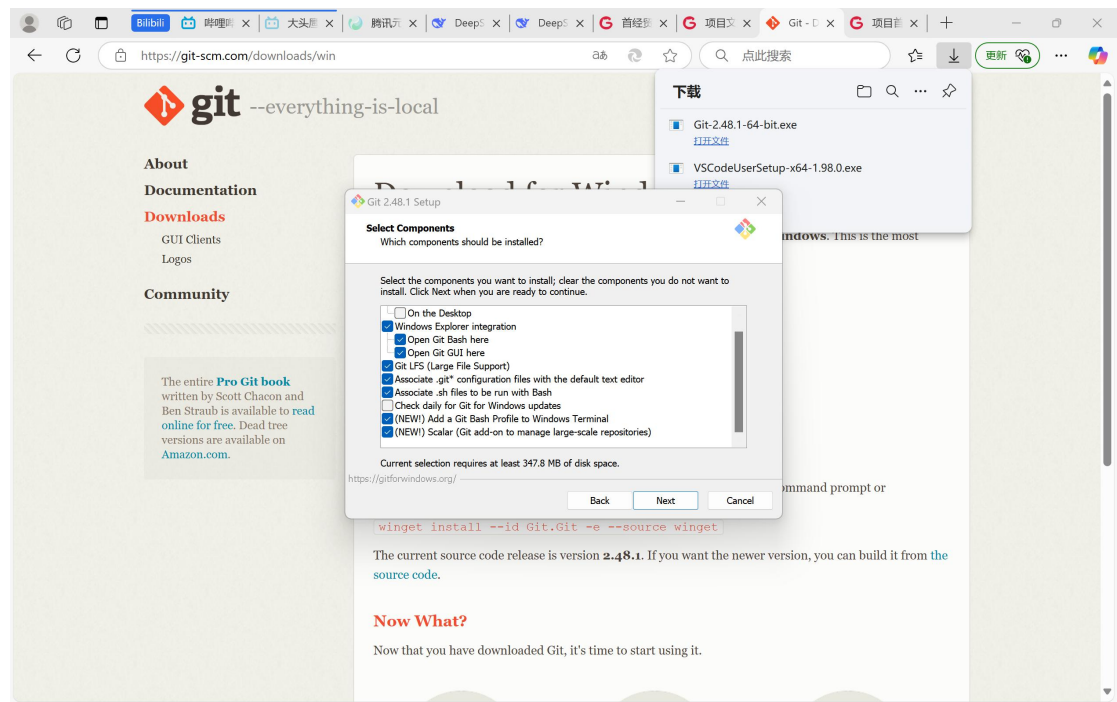 Bilibili 哔哩 大头 腾讯元 DeepS DeepS 首经 项目文 Git - D 项目
https://git-scm.com/downloads/win
点此搜索
更新
下载
Git-2.48.1-64-bit.exe
打开文件
VSCodeUserSetup-x64-1.98.0.exe
打开文件
git --everything-is-local
About
Documentation
Downloads
GUI Clients
Logos
Community
The entire Pro Git book
written by Scott Chacon and
Ben Straub is available to read
online for free. Dead tree
versions are available on
Amazon.com.
Download for Wind
indows. This is the most
Git 2.48.1 Setup
Select Components
Which components should be installed?
Select the components you want to install; clear the components you do not want to
install. Click Next when you are ready to continue.
On the Desktop
Windows Explorer integration
Open Git Bash here
Open Git GUI here
Git LFS (Large File Support)
Associate .git* configuration files with the default text editor
Associate .sh files to be run with Bash
Check daily for Git for Windows updates
(NEW!) Add a Git Bash Profile to Windows Terminal
(NEW!) Scalar (Git add-on to manage large-scale repositories)
Current selection requires at least 347.8 MB of disk space.
https://gitforwindows.org/
Back
Next
Cancel
ommand prompt or
winget install --id Git.Git -e --source winget
The current source code release is version 2.48.1. If you want the newer version, you can build it from the
source code.
Now What?
Now that you have downloaded Git, it's time to start using it.